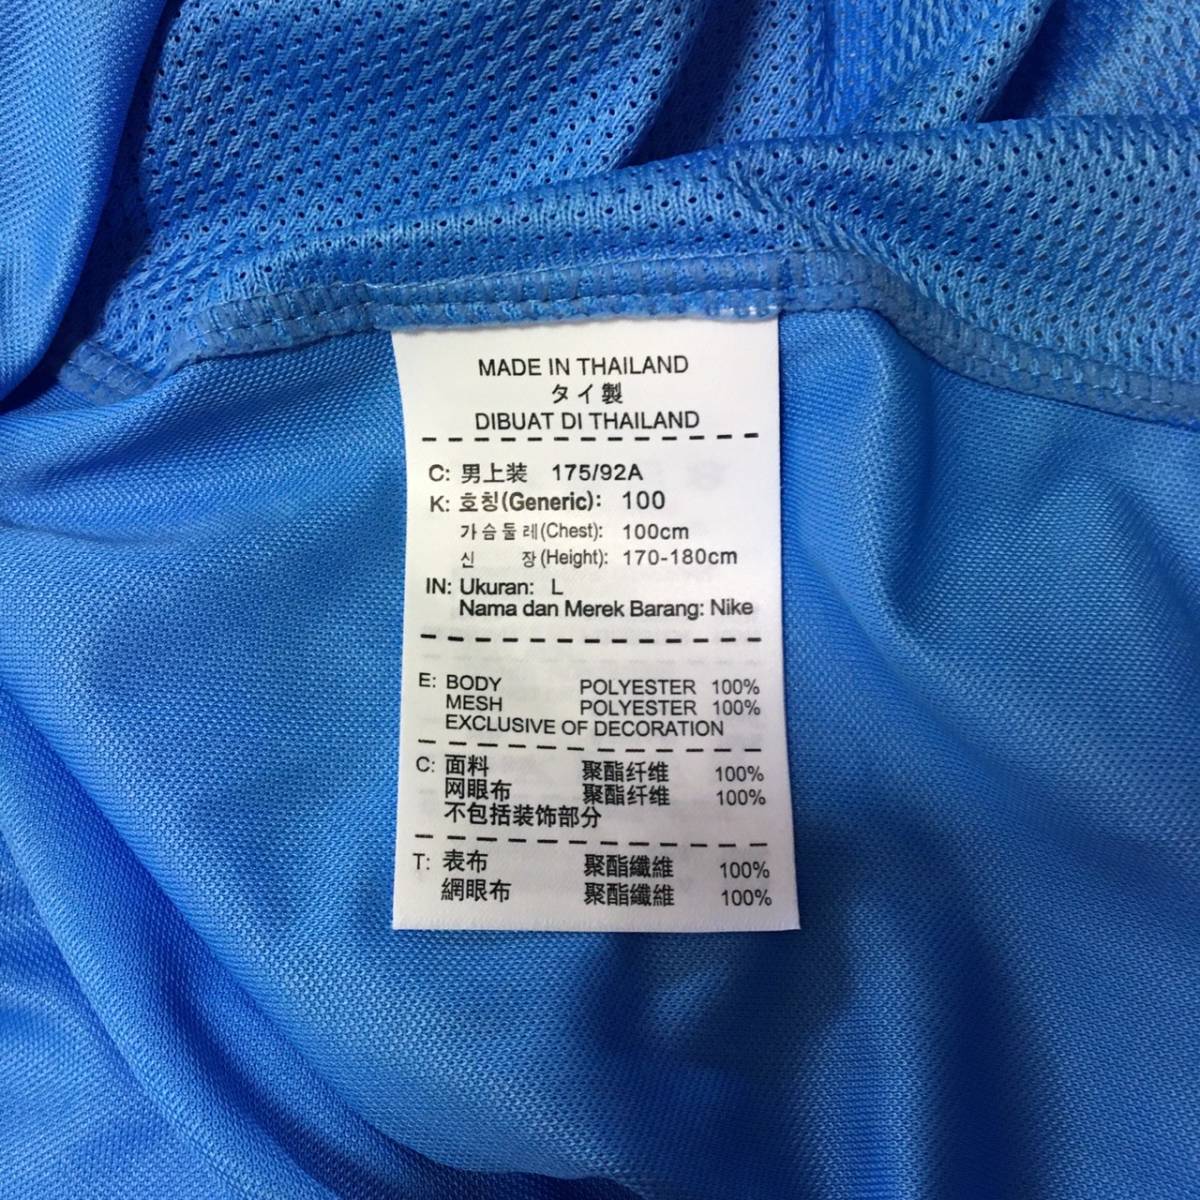 MADE IN THAILAND
タイ製
DIBUAT DI THAILAND
C: 男上装 175/92A
K: 호칭(Generic): 100
가슴둘레(Chest): 100cm
신 장(Height): 170-180cm
IN: Ukuran: L
Nama dan Merek Barang: Nike
E: BODY POLYESTER 100%
MESH POLYESTER 100%
EXCLUSIVE OF DECORATION
C: 面料 聚酯纤维 100%
网眼布 聚酯纤维 100%
不包括装饰部分
T: 表布 聚酯纖維 100%
網眼布 聚酯纖維 100%